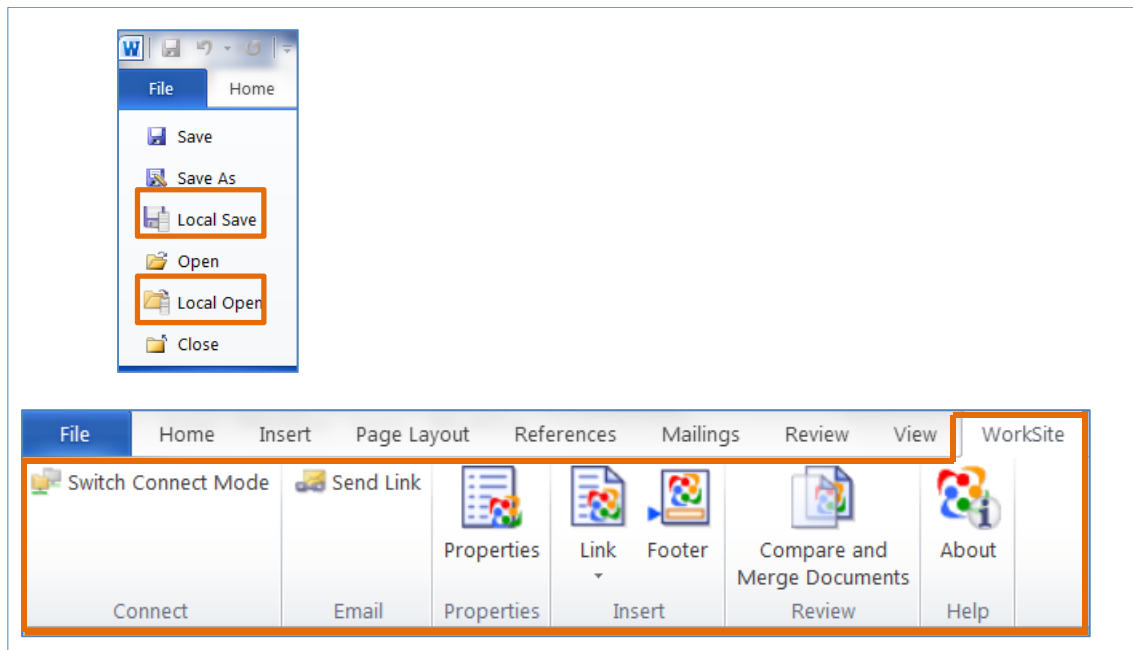 W
File Home
Save
Save As
Local Save
Open
Local Open
Close
File Home Insert Page Layout References Mailings Review View WorkSite
Switch Connect Mode Send Link
Properties Link Footer Compare and About
Merge Documents
Connect Email Properties Insert Review Help